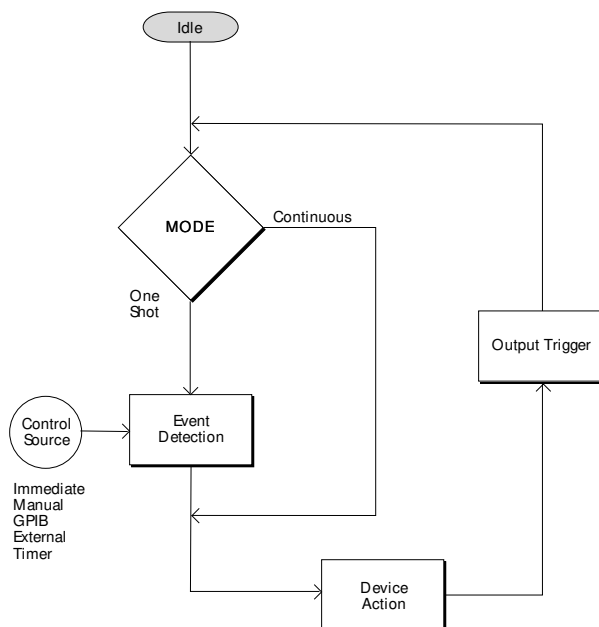 Idle
MODE
Continuous
One
Shot
Output Trigger
Control
Source
Event
Detection
Immediate
Manual
GPIB
External
Timer
Device
Action